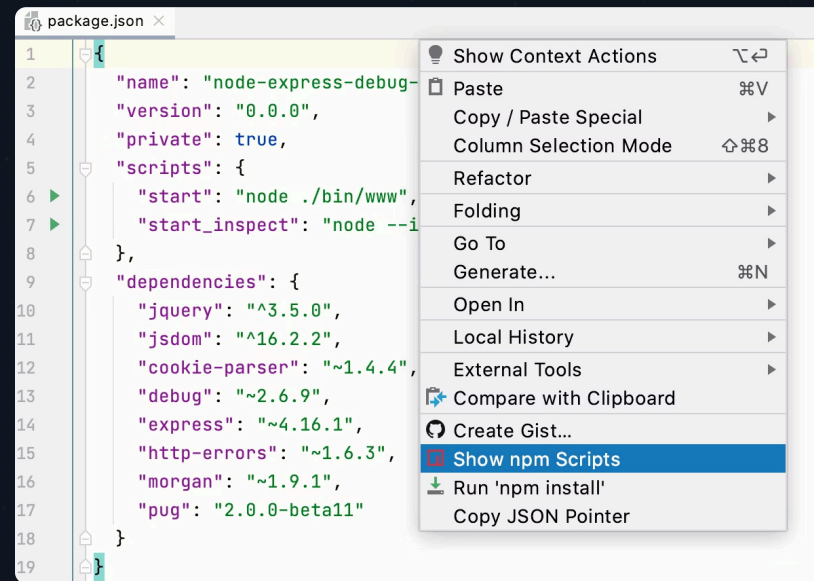 package.json
1 {
2 "name": "node-express-debug-
3 "version": "0.0.0",
4 "private": true,
5 "scripts": {
6 "start": "node ./bin/www",
7 "start_inspect": "node --i
8 },
9 "dependencies": {
10 "jquery": "^3.5.0",
11 "jsdom": "^16.2.2",
12 "cookie-parser": "~1.4.4",
13 "debug": "~2.6.9",
14 "express": "~4.16.1",
15 "http-errors": "~1.6.3",
16 "morgan": "~1.9.1",
17 "pug": "2.0.0-beta11"
18 }
19 }
Show Context Actions ⌥⏎
Paste ⌘V
Copy / Paste Special
Column Selection Mode ⇧⌘8
Refactor
Folding
Go To
Generate... ⌘N
Open In
Local History
External Tools
Compare with Clipboard
Create Gist...
Show npm Scripts
Run 'npm install'
Copy JSON Pointer